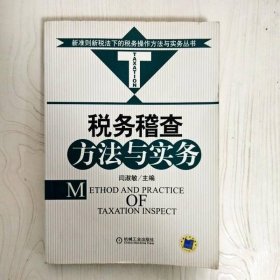 新准则新税法下的税务操作方法与实务丛书
TAXATION
税务稽查
方法与实务
闫淑敏/主编
METHOD AND PRACTICE
OF
TAXATION INSPECT
机械工业出版社